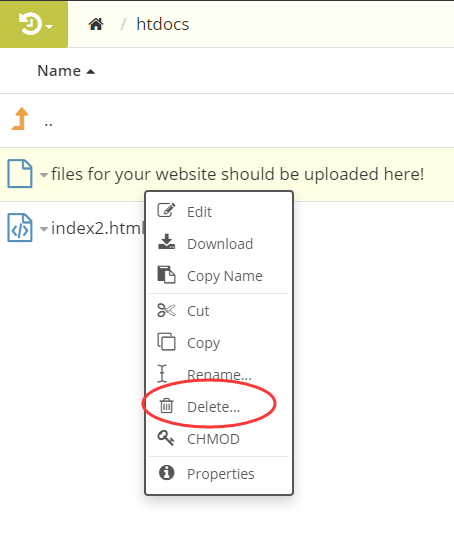 / htdocs
Name
..
files for your website should be uploaded here!
index2.html
Edit
Download
Copy Name
Cut
Copy
Rename...
Delete...
CHMOD
Properties